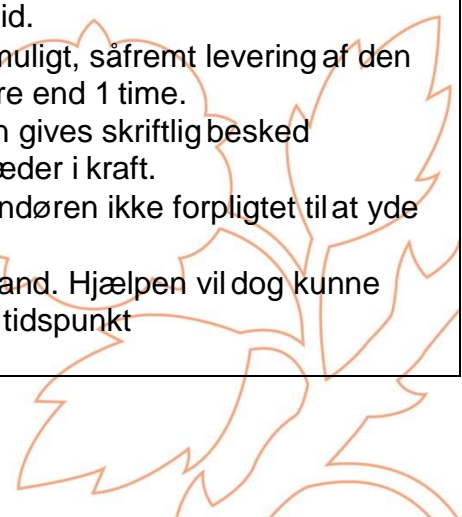 id.
muligt, såfremt levering af den
re end 1 time.
n gives skriftlig besked
æder i kraft.
ndøren ikke forpligtet til at yde
and. Hjælpen vil dog kunne
tidspunkt